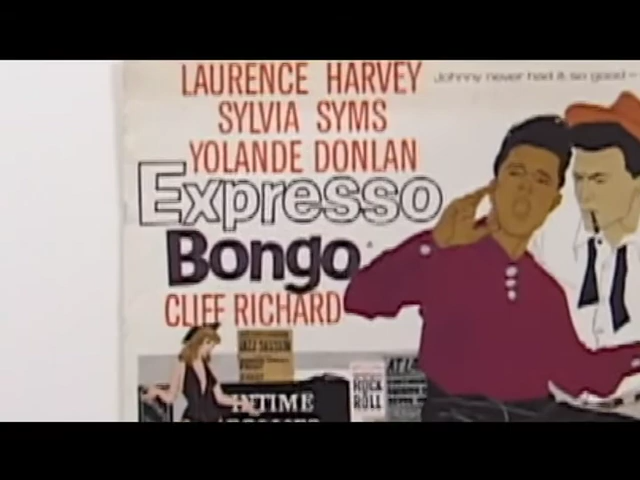 LAURENCE HARVEY
Johnny never had it so good –
SYLVIA SYMS
YOLANDE DONLAN
Expresso
Bongo
CLIFF RICHARD
JAZZ
INTIME
ROCK
ROLL